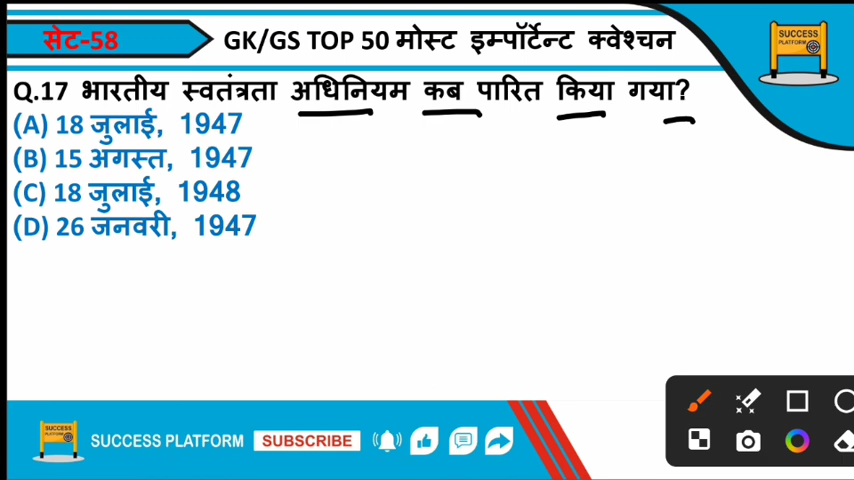 सेट-58
GK/GS TOP 50 मोस्ट इम्पॉर्टेन्ट क्वेश्चन
SUCCESS
PLATFORM
Q.17 भारतीय स्वतंत्रता अधिनियम कब पारित किया गया?
(A) 18 जुलाई, 1947
(B) 15 अगस्त, 1947
(C) 18 जुलाई, 1948
(D) 26 जनवरी, 1947
SUCCESS
PLATFORM
SUCCESS PLATFORM
SUBSCRIBE